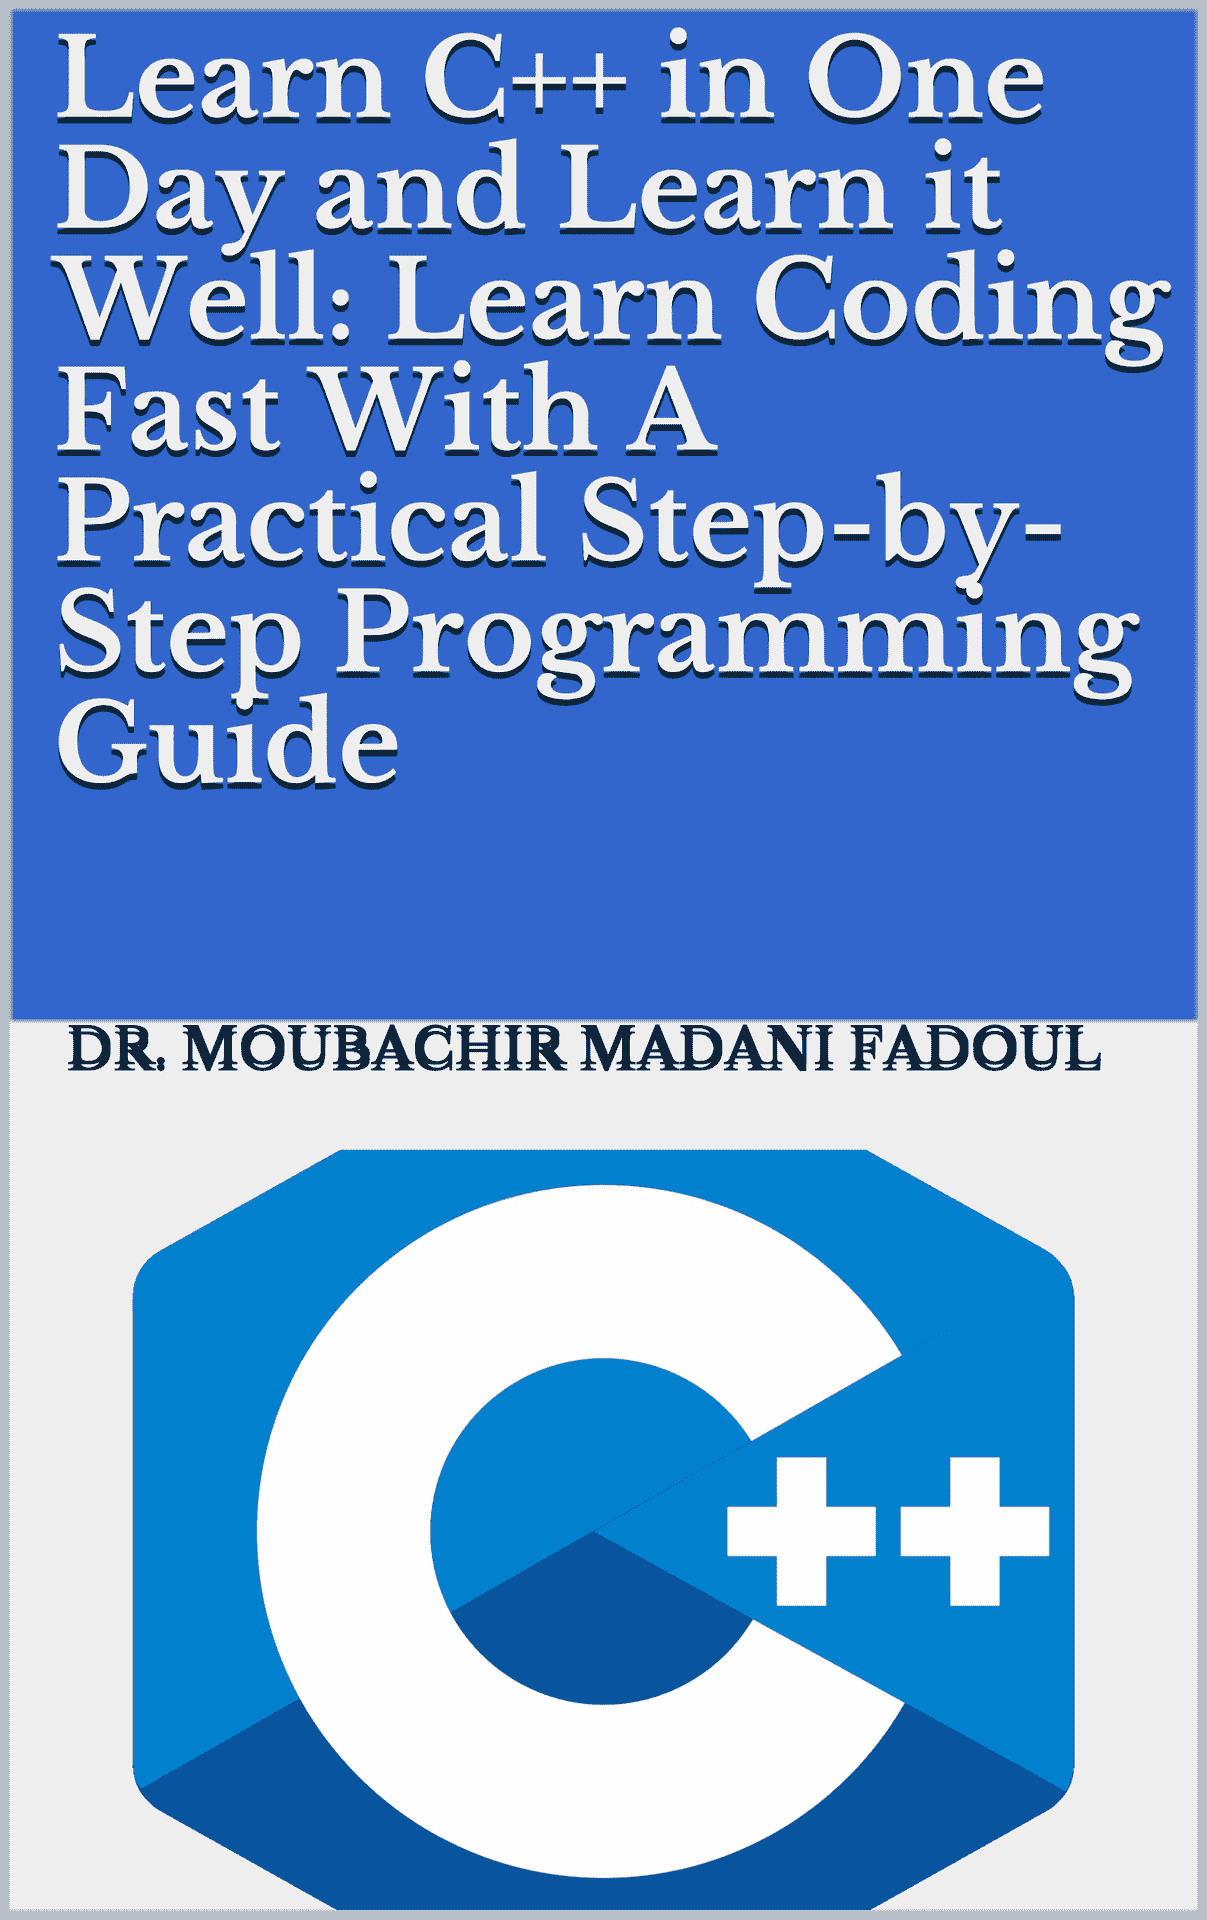 Learn C++ in One
Day and Learn it
Well: Learn Coding
Fast With A
Practical Step-by-
Step Programming
Guide
DR. MOUBACHIR MADANI FADOUL
C++